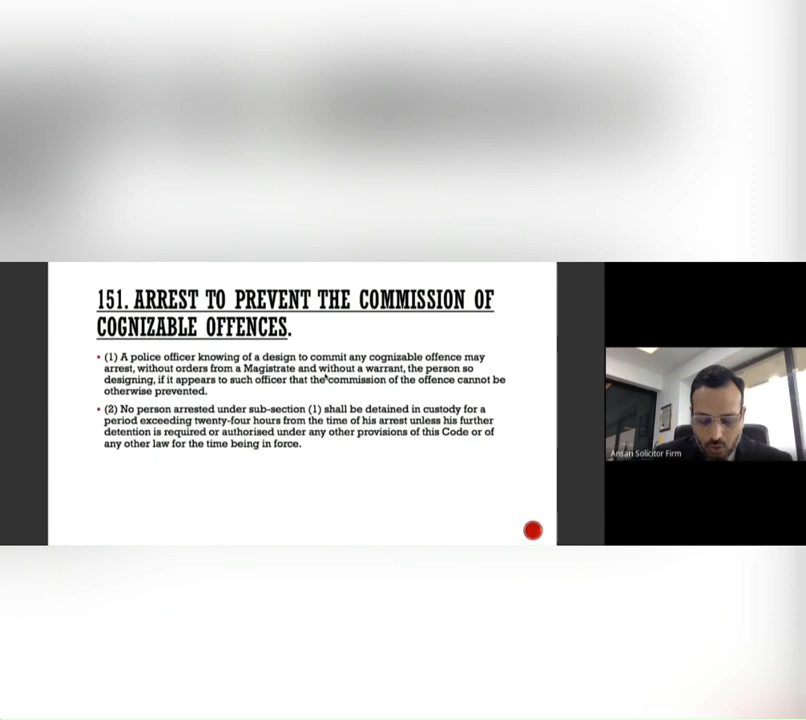 151. ARREST TO PREVENT THE COMMISSION OF
COGNIZABLE OFFENCES.
(1) A police officer knowing of a design to commit any cognizable offence may
arrest, without orders from a Magistrate and without a warrant, the person so
designing, if it appears to such officer that the commission of the offence cannot be
otherwise prevented.
(2) No person arrested under sub-section (1) shall be detained in custody for a
period exceeding twenty-four hours from the time of his arrest unless his further
detention is required or authorised under any other provisions of this Code or of
any other law for the time being in force.
Ansari Solicitor Firm